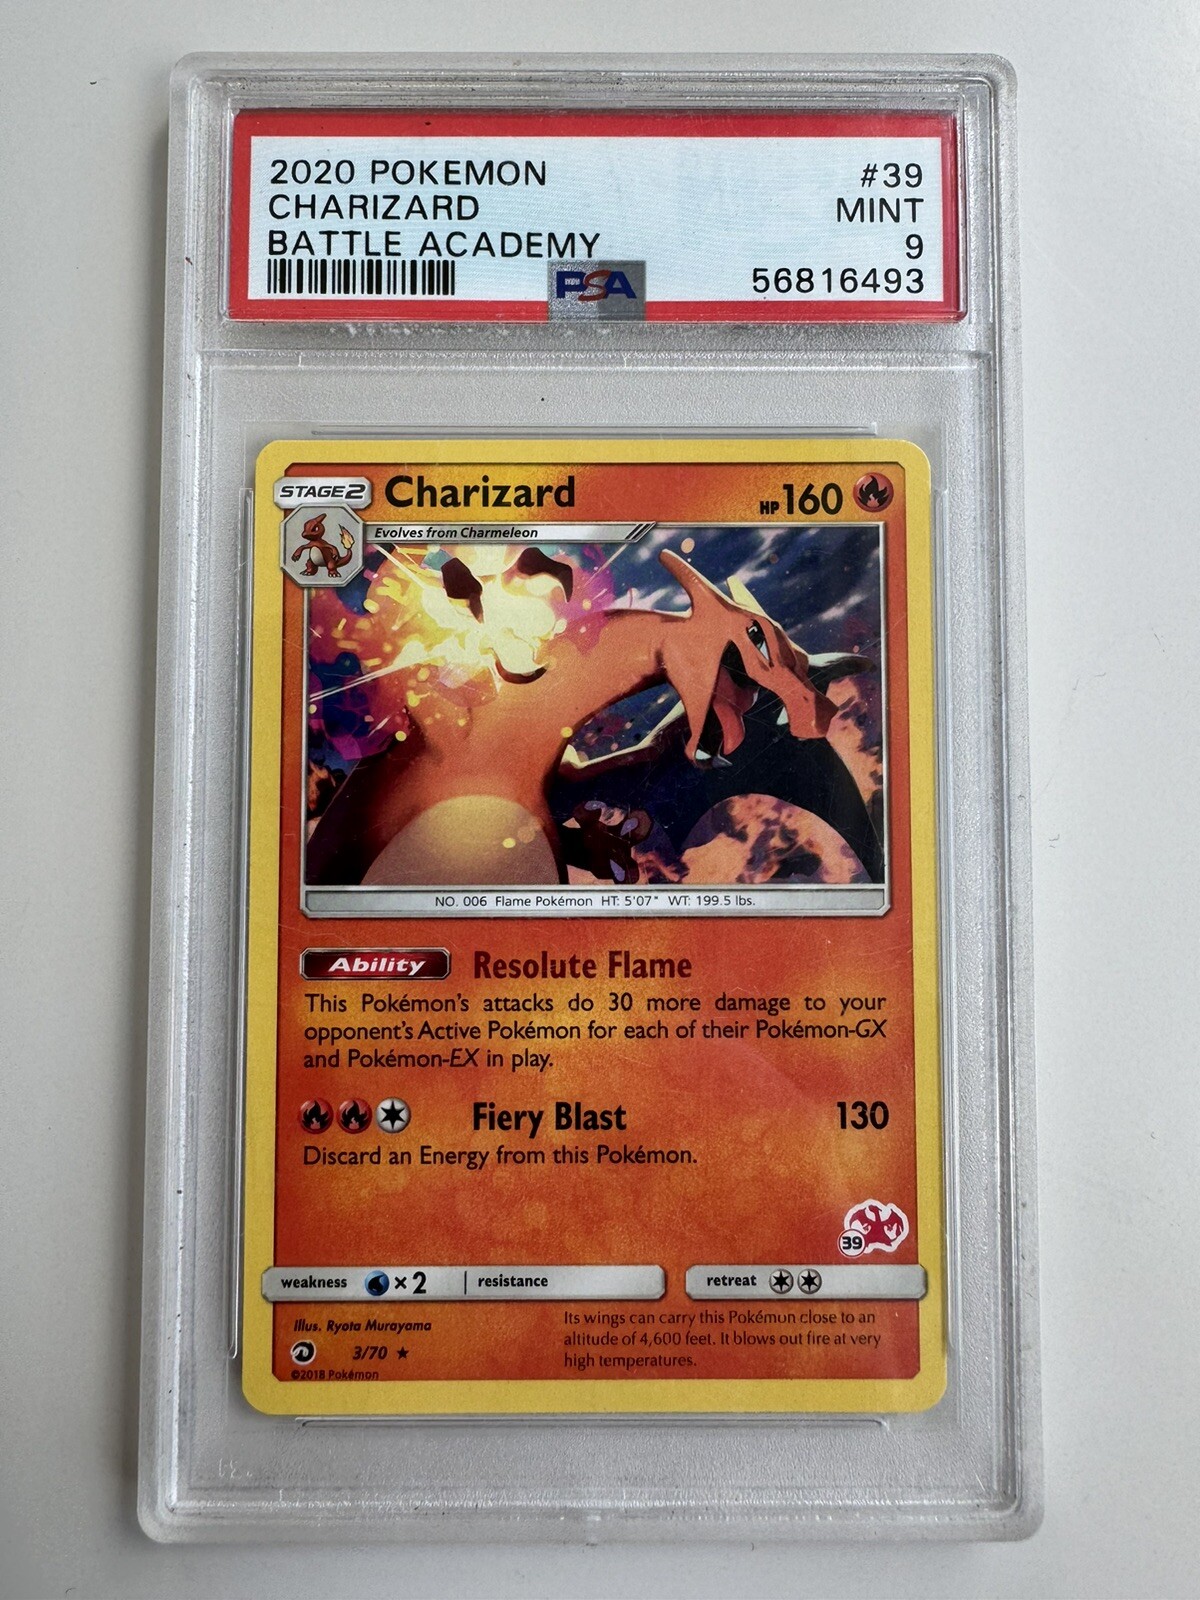 2020 POKEMON #39
CHARIZARD MINT
BATTLE ACADEMY 9
PSA 56816493
STAGE2 Charizard HP160
Evolves from Charmeleon
NO. 006 Flame Pokémon HT: 5'07" WT: 199.5 lbs.
Ability Resolute Flame
This Pokémon's attacks do 30 more damage to your
opponent's Active Pokémon for each of their Pokémon-GX
and Pokémon-EX in play.
Fiery Blast 130
Discard an Energy from this Pokémon.
39
weakness ×2 resistance retreat
Illus. Ryota Murayama
3/70 ★
©2018 Pokémon
Its wings can carry this Pokémon close to an
altitude of 4,600 feet. It blows out fire at very
high temperatures.